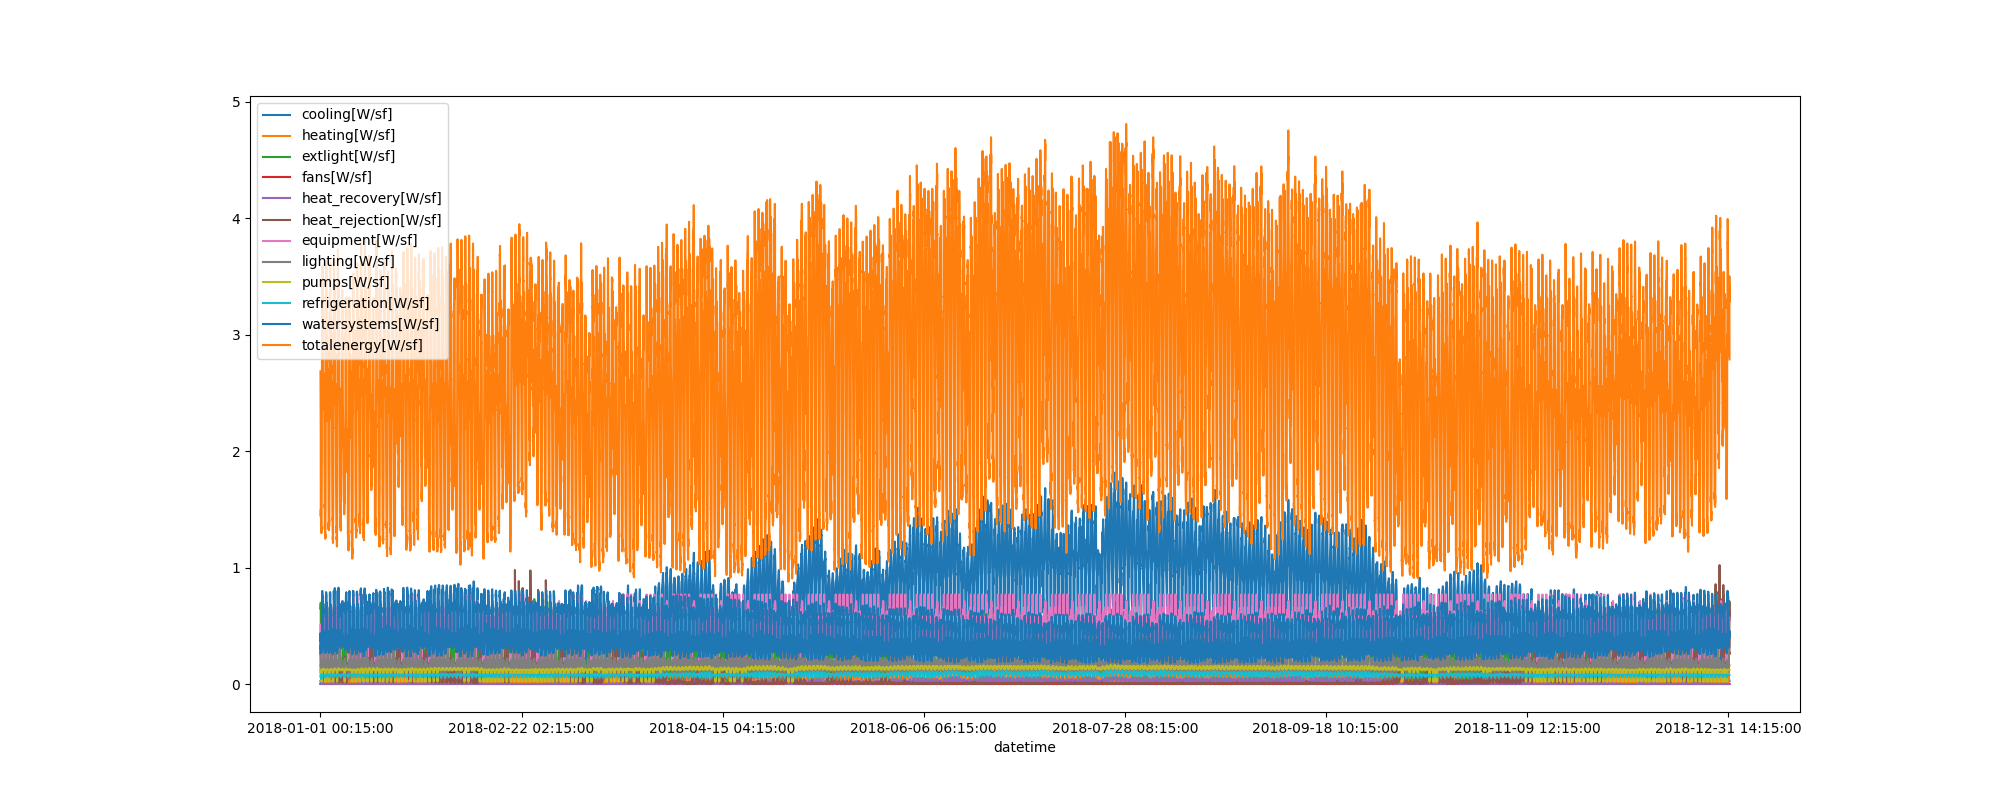 5
4
3
2
1
0
cooling[W/sf]
heating[W/sf]
extlight[W/sf]
fans[W/sf]
heat_recovery[W/sf]
heat_rejection[W/sf]
equipment[W/sf]
lighting[W/sf]
pumps[W/sf]
refrigeration[W/sf]
watersystems[W/sf]
totalenergy[W/sf]
2018-01-01 00:15:00 2018-02-22 02:15:00 2018-04-15 04:15:00 2018-06-06 06:15:00 2018-07-28 08:15:00 2018-09-18 10:15:00 2018-11-09 12:15:00 2018-12-31 14:15:00
datetime